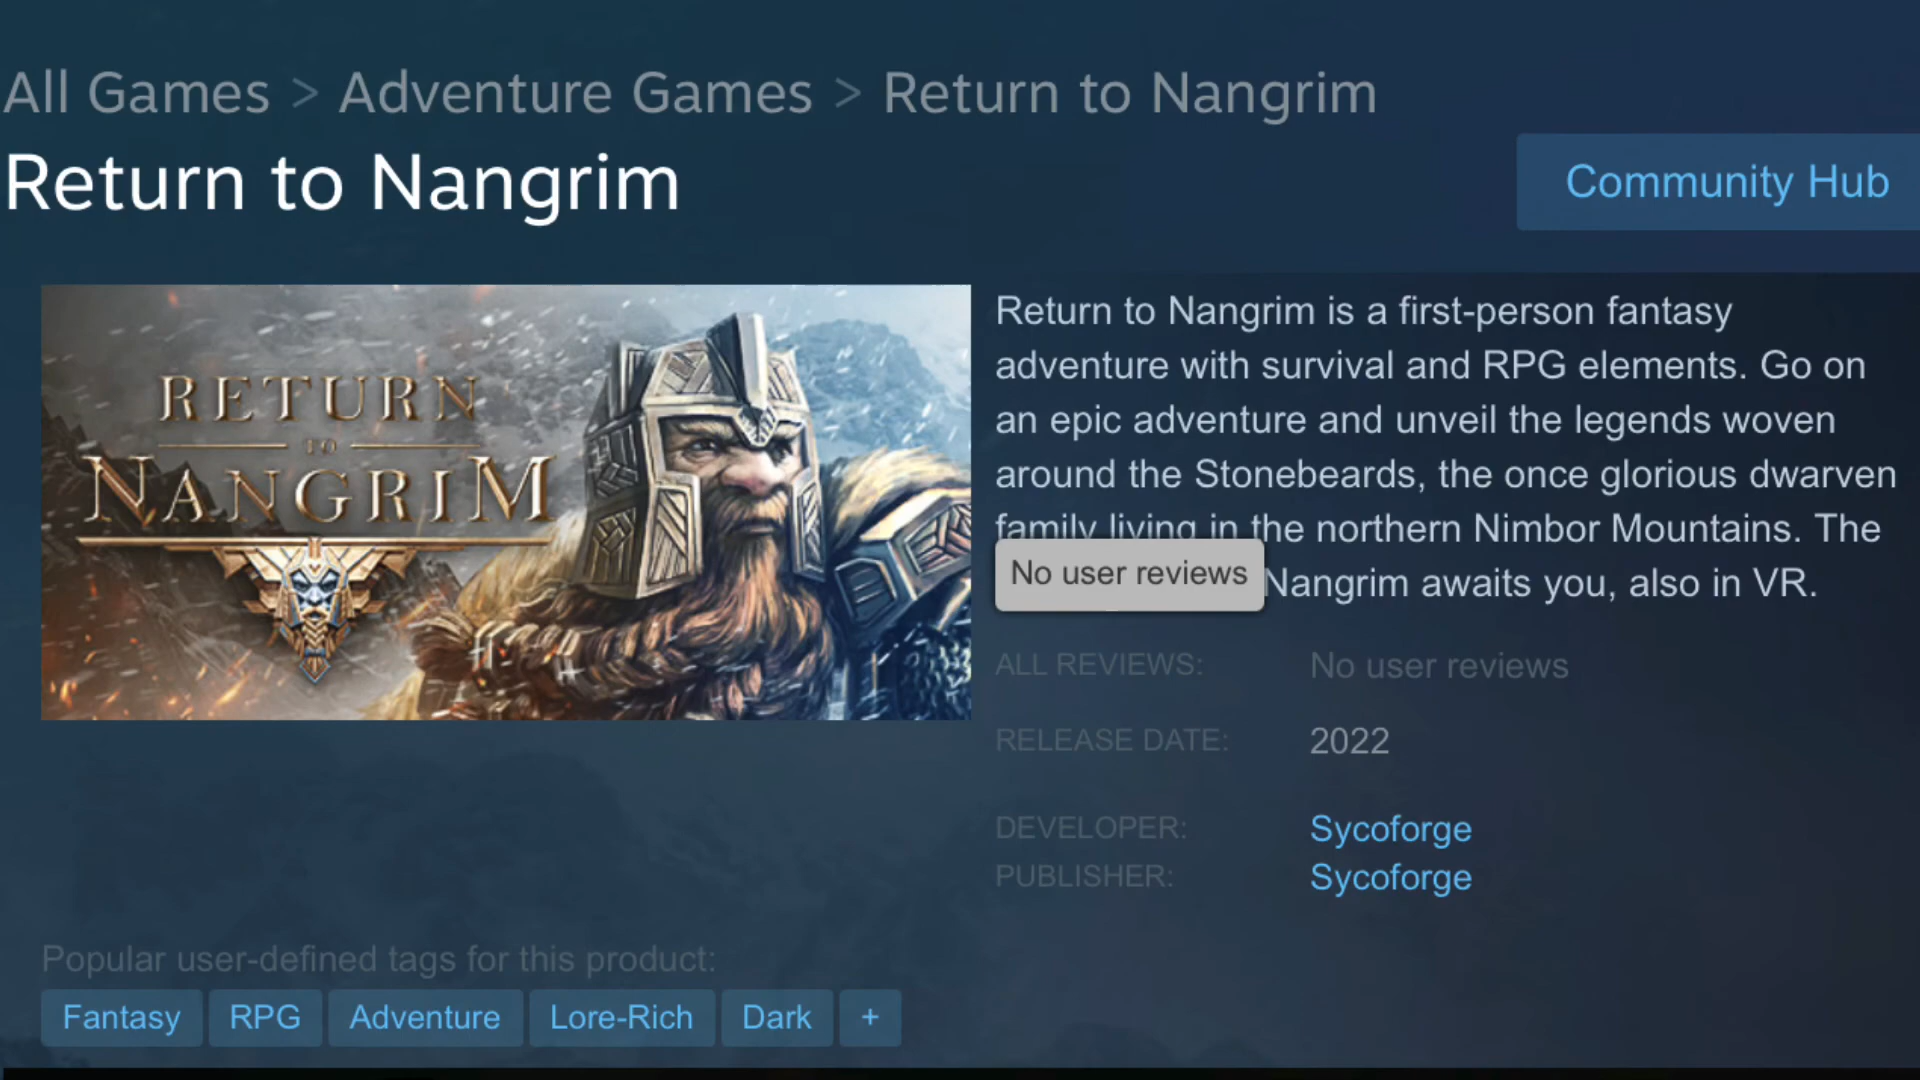 All Games > Adventure Games > Return to Nangrim
Return to Nangrim
Community Hub
RETURN
TO
NANGRIM
Return to Nangrim is a first-person fantasy
adventure with survival and RPG elements. Go on
an epic adventure and unveil the legends woven
around the Stonebeards, the once glorious dwarven
family living in the northern Nimbor Mountains. The
No user reviews
Nangrim awaits you, also in VR.
ALL REVIEWS: No user reviews
RELEASE DATE: 2022
DEVELOPER: Sycoforge
PUBLISHER: Sycoforge
Popular user-defined tags for this product:
Fantasy RPG Adventure Lore-Rich Dark +